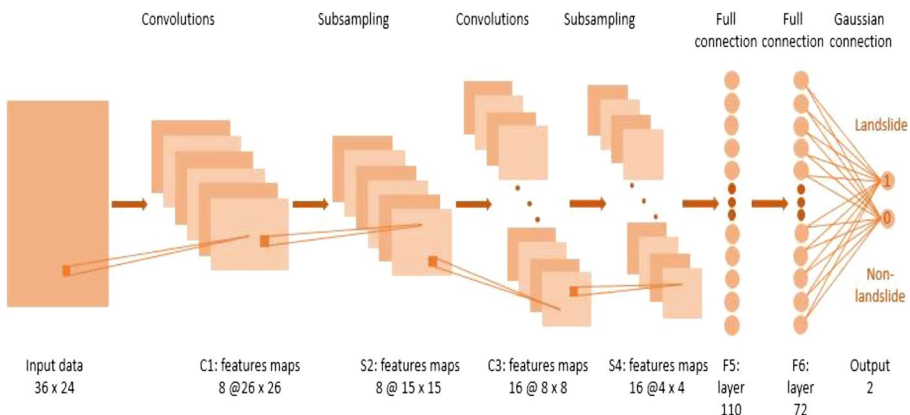 Convolutions
Subsampling
Convolutions
Subsampling
Full
connection
Full
connection
Gaussian
connection
Landslide
1
0
Non-
landslide
Input data
36 x 24
C1: features maps
8 @26 x 26
S2: features maps
8 @ 15 x 15
C3: features maps
16 @ 8 x 8
S4: features maps
16 @4 x 4
F5:
layer
110
F6:
layer
72
Output
2